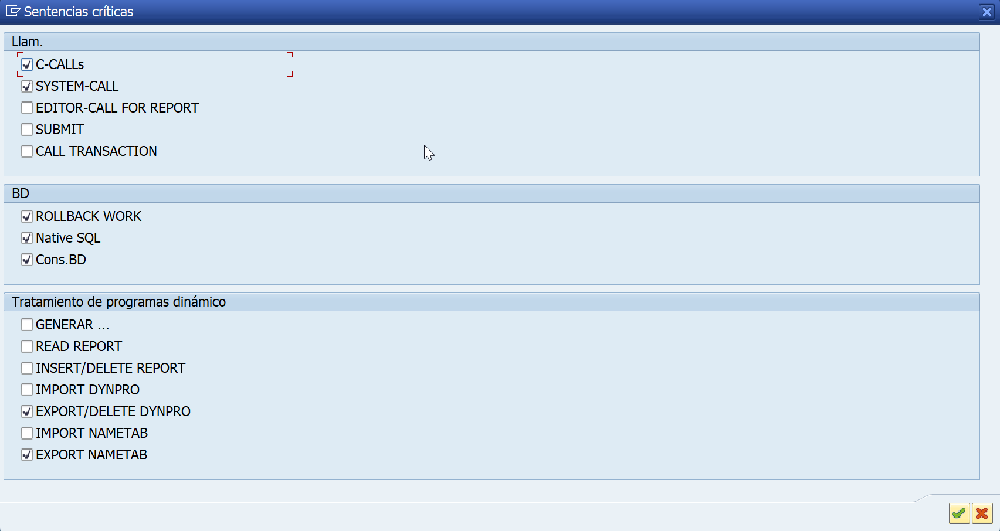 Sentencias críticas
Llam.
C-CALLs
SYSTEM-CALL
EDITOR-CALL FOR REPORT
SUBMIT
CALL TRANSACTION
BD
ROLLBACK WORK
Native SQL
Cons.BD
Tratamiento de programas dinámico
GENERAR ...
READ REPORT
INSERT/DELETE REPORT
IMPORT DYNPRO
EXPORT/DELETE DYNPRO
IMPORT NAMETAB
EXPORT NAMETAB